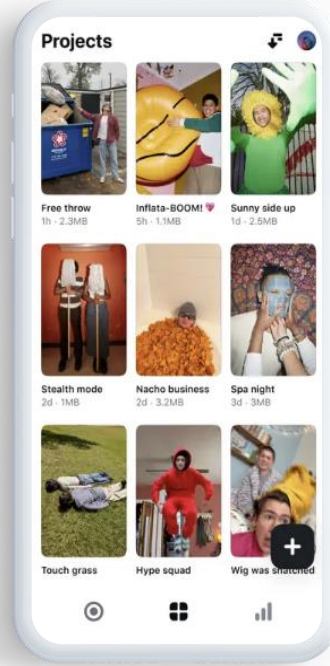 Projects
Free throw
1h · 2.3MB
Inflata-BOOM! 💗
5h · 1.1MB
Sunny side up
1d · 2.5MB
Stealth mode
2d · 1MB
Nacho business
2d · 3.2MB
Spa night
3d · 3MB
Touch grass
Hype squad
Wig was snatched